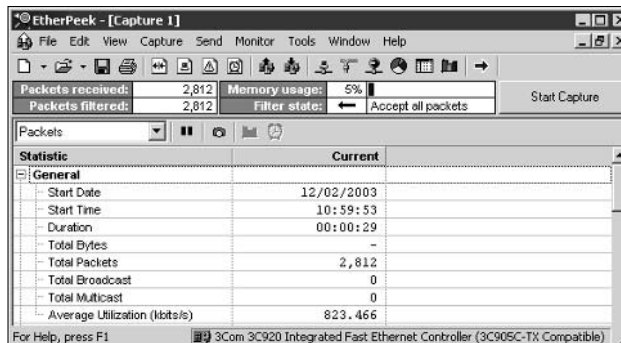 EtherPeek - [Capture 1]
File Edit View Capture Send Monitor Tools Window Help
Packets received: 2,812 Memory usage: 5%
Packets filtered: 2,812 Filter state: Accept all packets
Start Capture
Packets
Statistic Current
General
Start Date 12/02/2003
Start Time 10:59:53
Duration 00:00:29
Total Bytes -
Total Packets 2,812
Total Broadcast 0
Total Multicast 0
Average Utilization (kbits/s) 823.466
For Help, press F1 3Com 3C920 Integrated Fast Ethernet Controller (3C905C-TX Compatible)